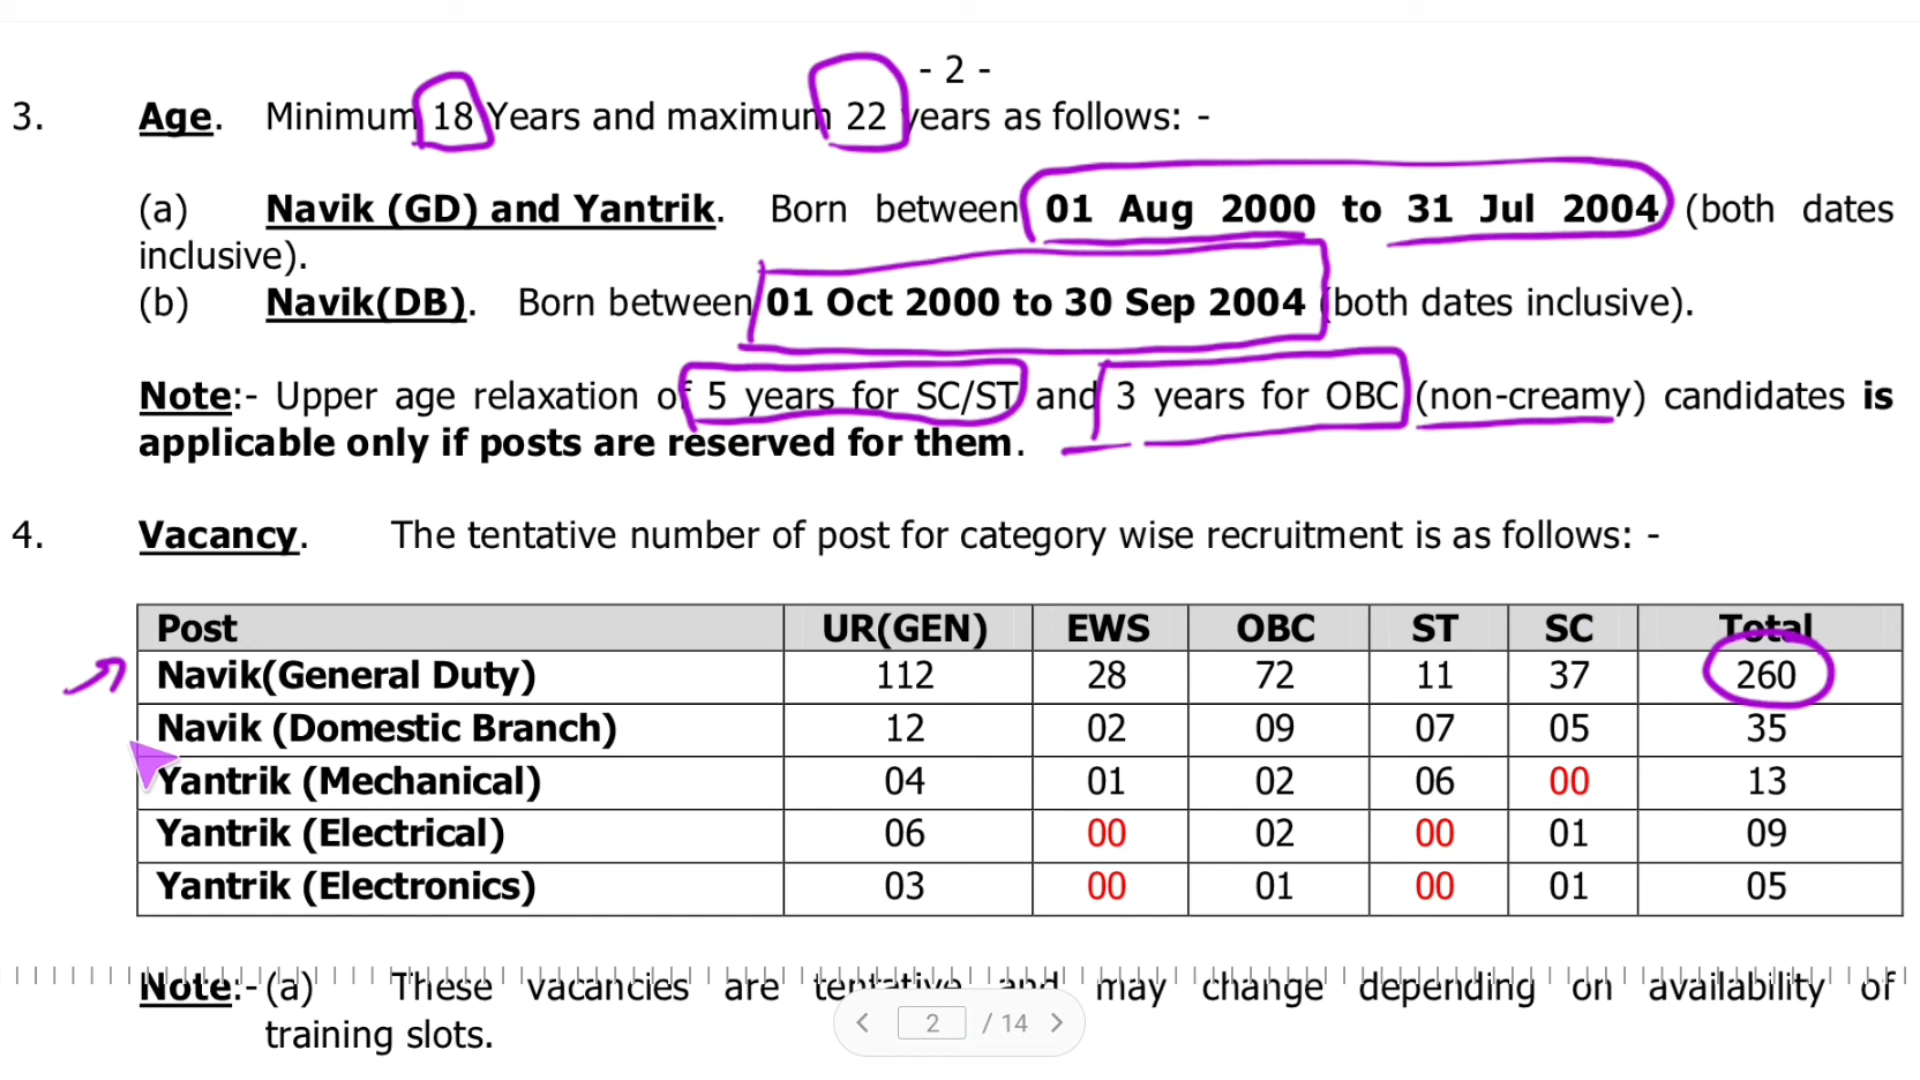 - 2 -
3. Age. Minimum 18 Years and maximum 22 years as follows: -
(a) Navik (GD) and Yantrik. Born between 01 Aug 2000 to 31 Jul 2004 (both dates
inclusive).
(b) Navik(DB). Born between 01 Oct 2000 to 30 Sep 2004 (both dates inclusive).
Note:- Upper age relaxation of 5 years for SC/ST and 3 years for OBC (non-creamy) candidates is
applicable only if posts are reserved for them.
4. Vacancy. The tentative number of post for category wise recruitment is as follows: -
Post UR(GEN) EWS OBC ST SC Total
Navik(General Duty) 112 28 72 11 37 260
Navik (Domestic Branch) 12 02 09 07 05 35
Yantrik (Mechanical) 04 01 02 06 00 13
Yantrik (Electrical) 06 00 02 00 01 09
Yantrik (Electronics) 03 00 01 00 01 05
Note:- (a) These vacancies are tentative and may change depending on availability of
training slots.
2 / 14